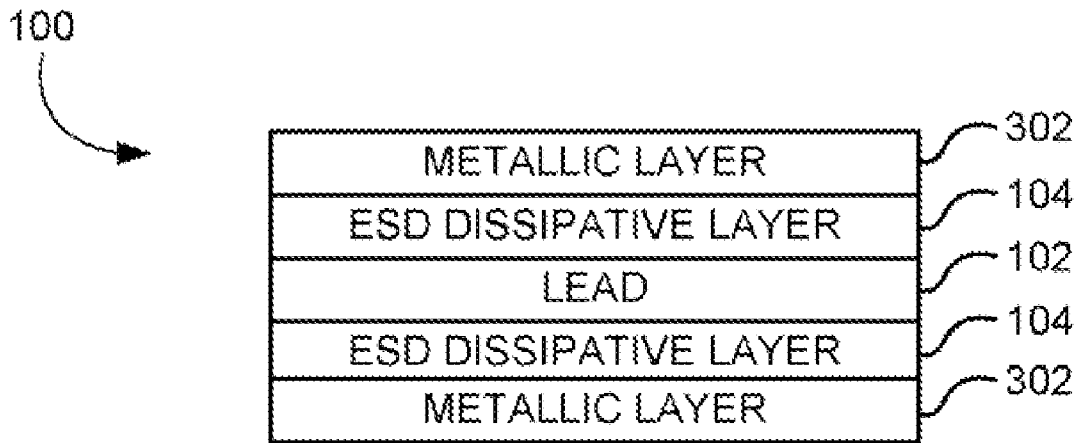 100
METALLIC LAYER 302
ESD DISSIPATIVE LAYER 104
LEAD 102
ESD DISSIPATIVE LAYER 104
METALLIC LAYER 302